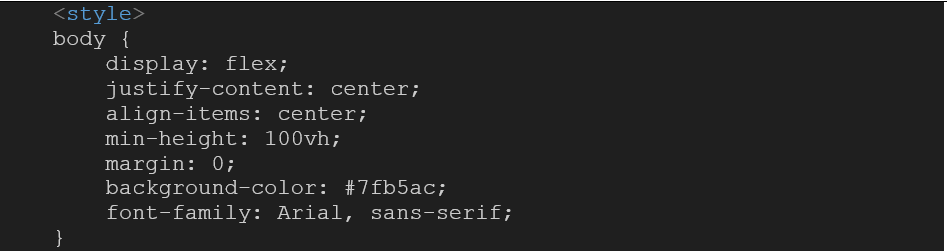 <style>
body {
display: flex;
justify-content: center;
align-items: center;
min-height: 100vh;
margin: 0;
background-color: #7fb5ac;
font-family: Arial, sans-serif;
}